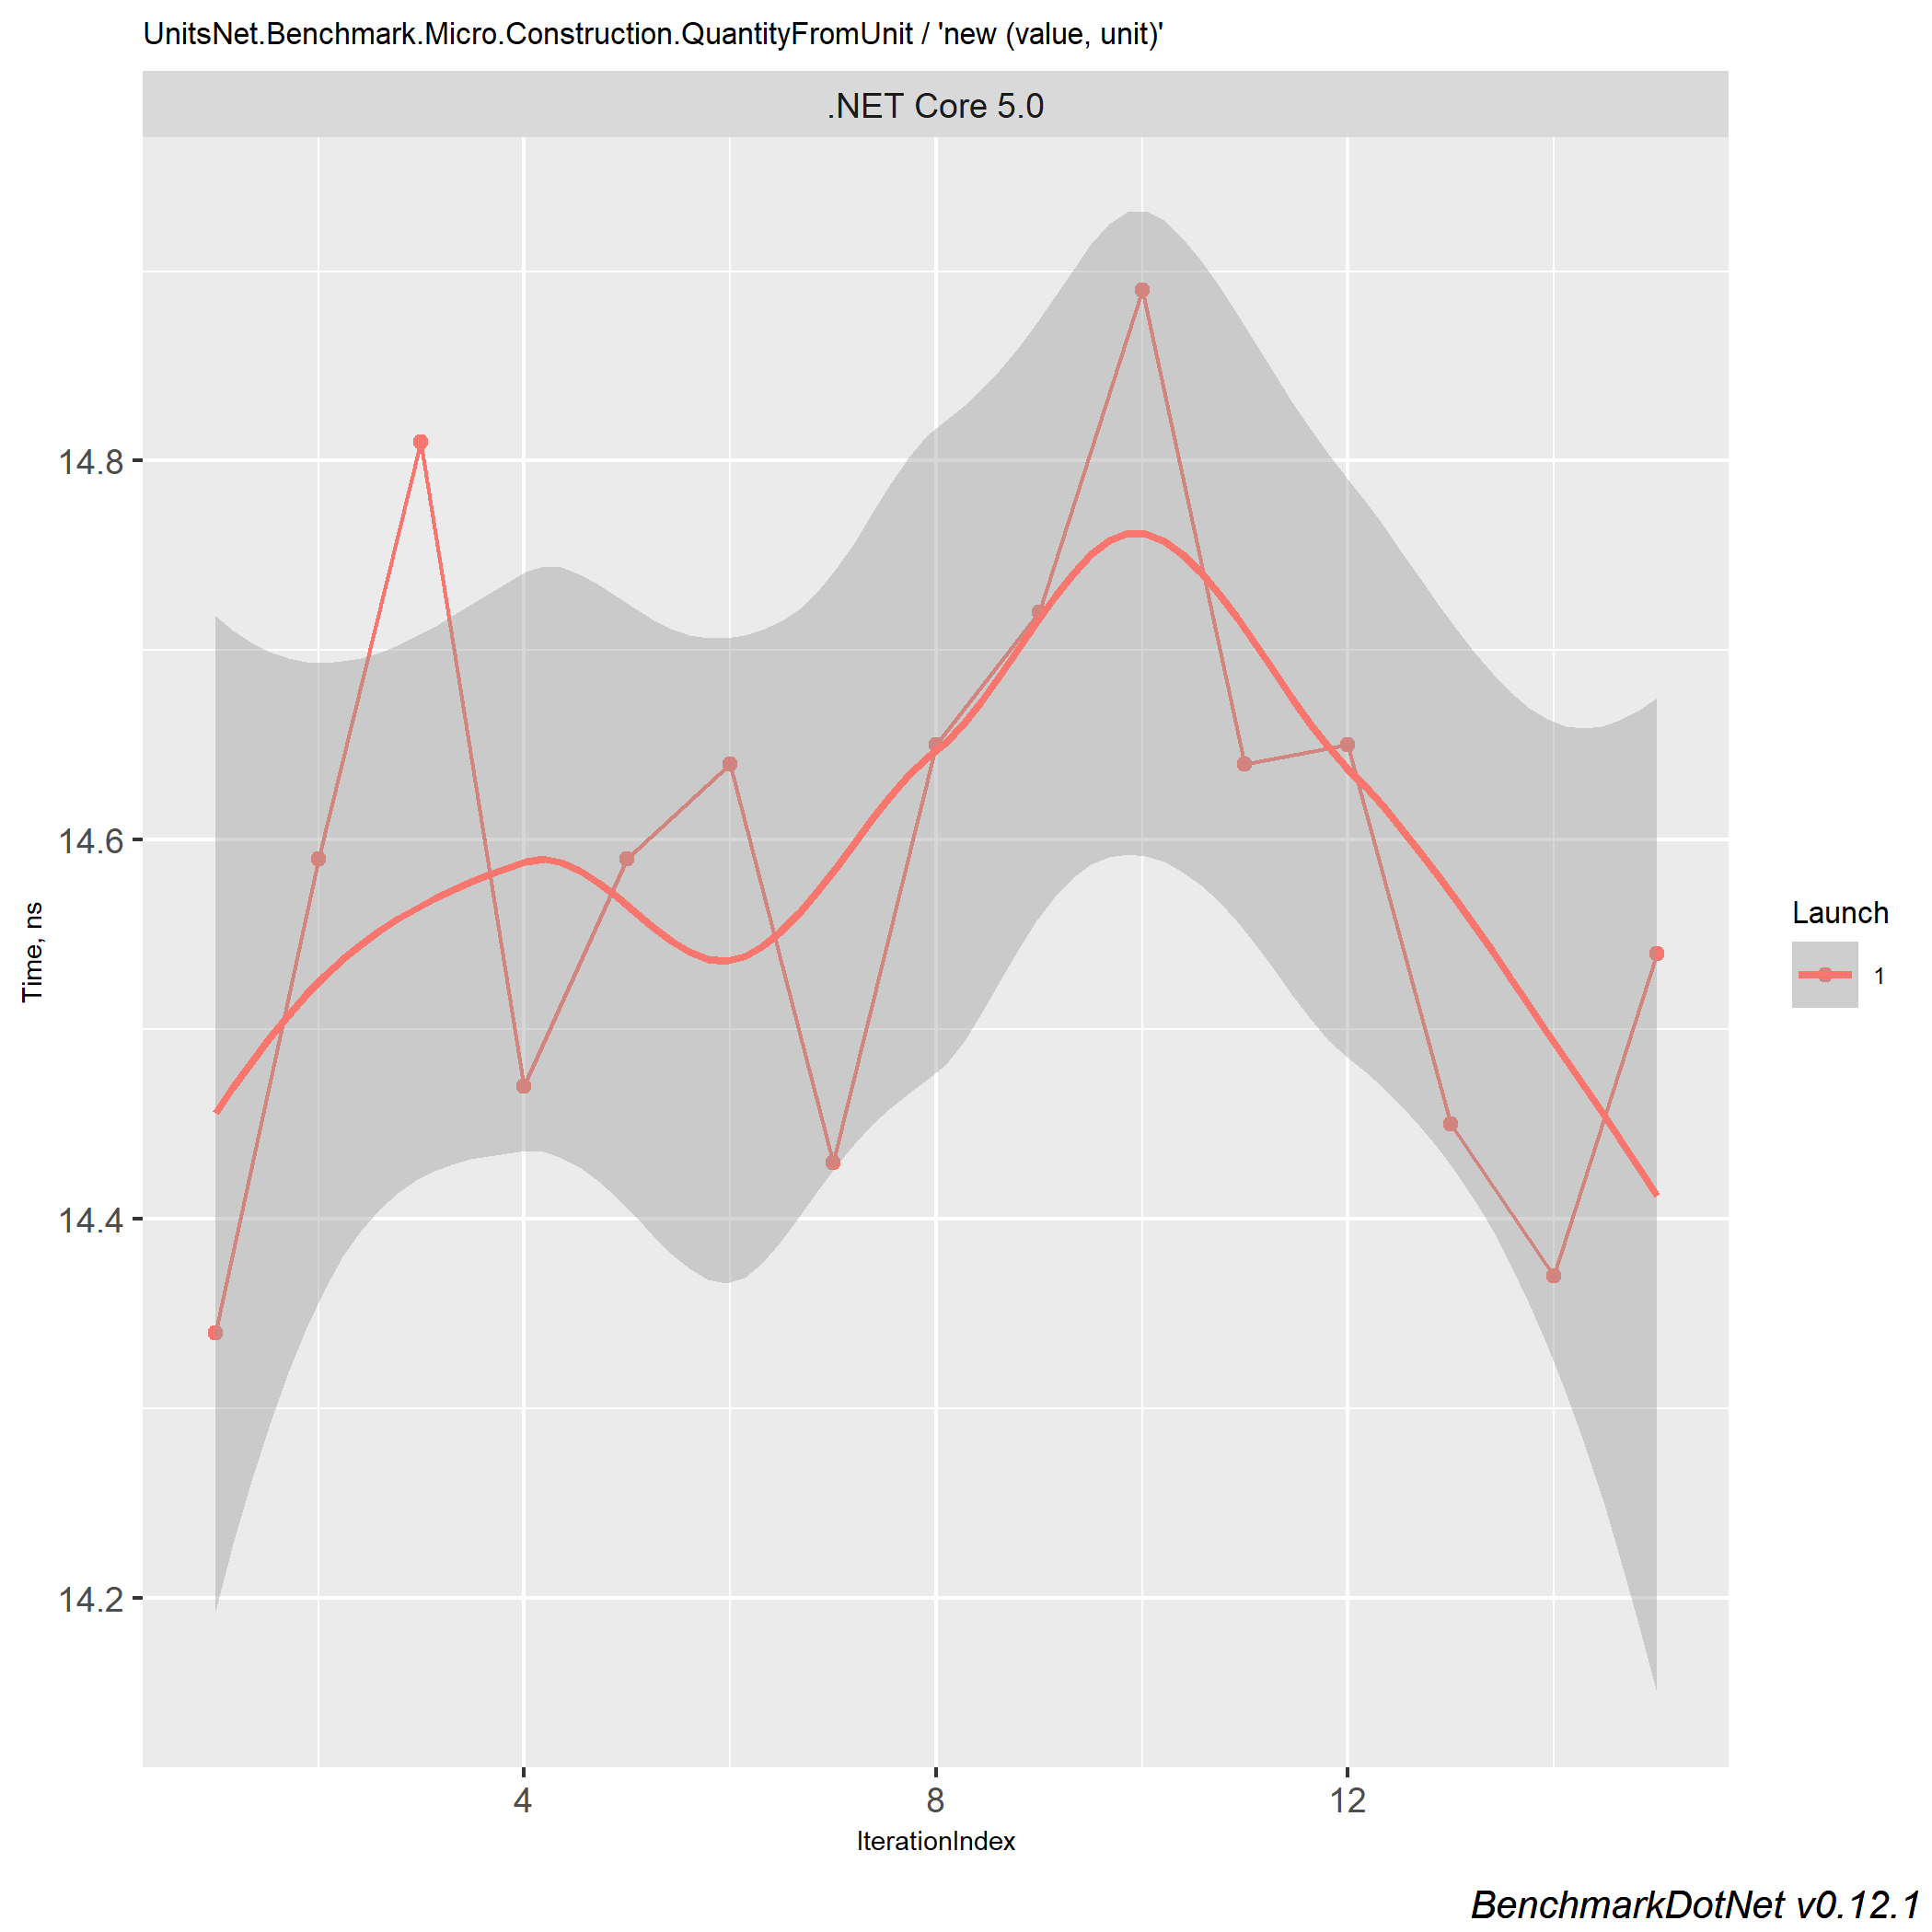 UnitsNet.Benchmark.Micro.Construction.QuantityFromUnit / 'new (value, unit)'
.NET Core 5.0
14.8
14.6
14.4
14.2
Time, ns
4
8
12
IterationIndex
Launch
1
BenchmarkDotNet v0.12.1